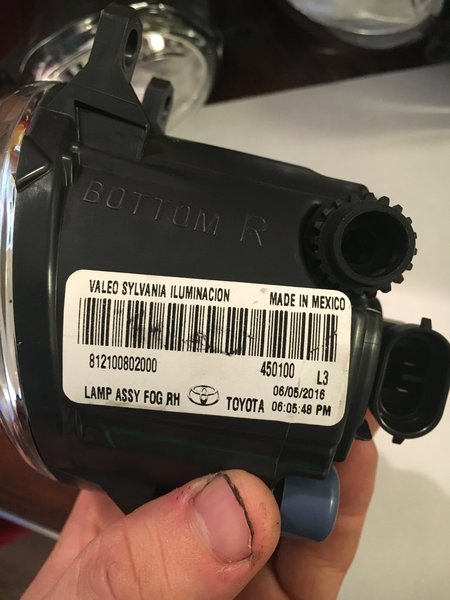 BOTTOM R
VALEO SYLVANIA ILUMINACION MADE IN MEXICO
812100802000 450100 L3
06/05/2016
LAMP ASSY FOG RH TOYOTA 06:05:48 PM